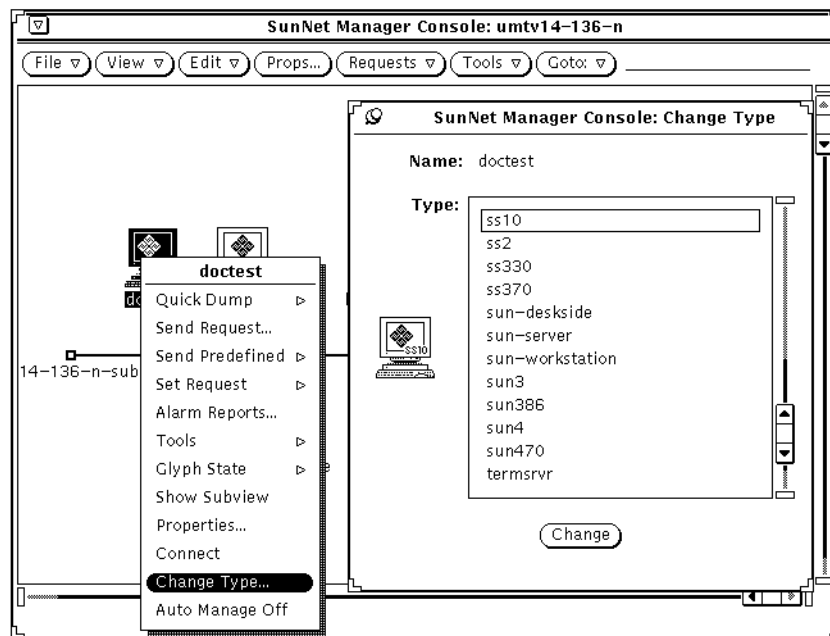 SunNet Manager Console: umtv14-136-n
File View Edit Props... Requests Tools Goto:
SunNet Manager Console: Change Type
Name: doctest
Type:
ss10
ss2
ss330
ss370
sun-deskside
sun-server
sun-workstation
sun3
sun386
sun4
sun470
termsrvr
SS10
Change
14-136-n-sub
doctest
Quick Dump
Send Request...
Send Predefined
Set Request
Alarm Reports...
Tools
Glyph State
Show Subview
Properties...
Connect
Change Type...
Auto Manage Off